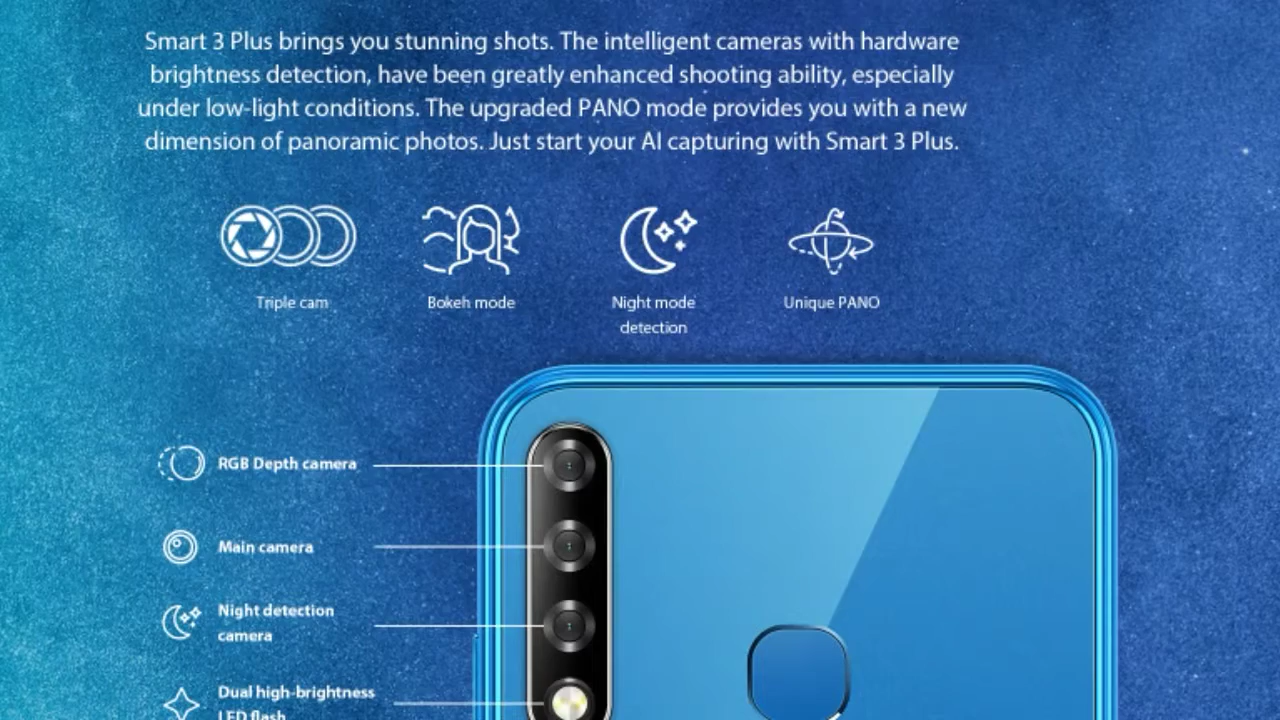 Smart 3 Plus brings you stunning shots. The intelligent cameras with hardware
brightness detection, have been greatly enhanced shooting ability, especially
under low-light conditions. The upgraded PANO mode provides you with a new
dimension of panoramic photos. Just start your AI capturing with Smart 3 Plus.
Triple cam
Bokeh mode
Night mode
detection
Unique PANO
RGB Depth camera
Main camera
Night detection
camera
Dual high-brightness
LED flash